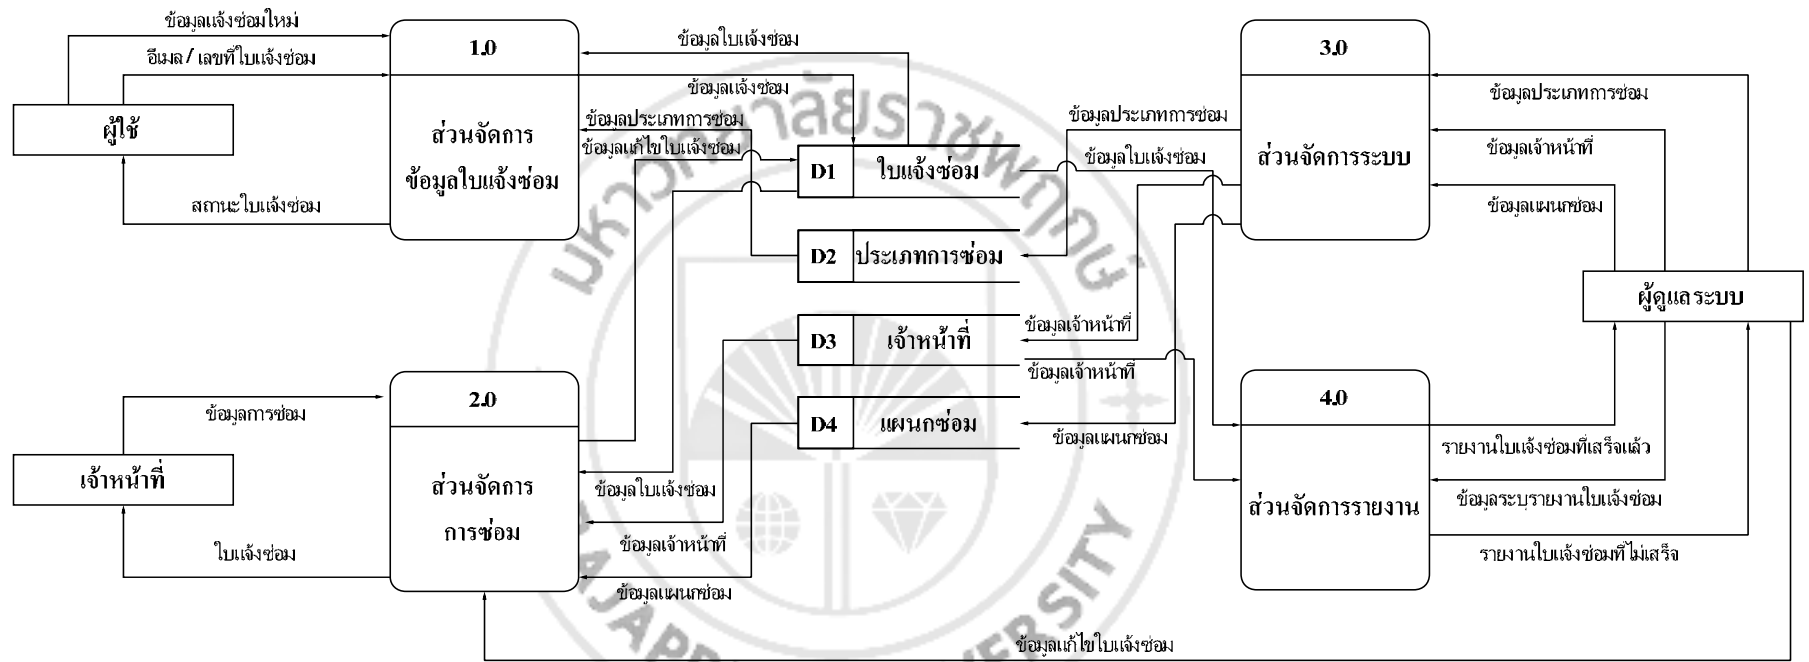 ข้อมูลแจ้งซ่อมใหม่
อีเมล / เลขที่ใบแจ้งซ่อม
ผู้ใช้
สถานะใบแจ้งซ่อม
1.0
ส่วนจัดการ
ข้อมูลใบแจ้งซ่อม
ข้อมูลใบแจ้งซ่อม
ข้อมูลแจ้งซ่อม
ข้อมูลประเภทการซ่อม
ข้อมูลแก้ไขใบแจ้งซ่อม
D1 ใบแจ้งซ่อม
D2 ประเภทการซ่อม
D3 เจ้าหน้าที่
D4 แผนกซ่อม
ข้อมูลประเภทการซ่อม
ข้อมูลใบแจ้งซ่อม
ข้อมูลเจ้าหน้าที่
ข้อมูลเจ้าหน้าที่
ข้อมูลแผนกซ่อม
3.0
ส่วนจัดการระบบ
ข้อมูลประเภทการซ่อม
ข้อมูลเจ้าหน้าที่
ข้อมูลแผนกซ่อม
ผู้ดูแลระบบ
ข้อมูลการซ่อม
เจ้าหน้าที่
ใบแจ้งซ่อม
2.0
ส่วนจัดการ
การซ่อม
ข้อมูลใบแจ้งซ่อม
ข้อมูลเจ้าหน้าที่
ข้อมูลแผนกซ่อม
4.0
ส่วนจัดการรายงาน
รายงานใบแจ้งซ่อมที่เสร็จแล้ว
ข้อมูลระบุรายงานใบแจ้งซ่อม
รายงานใบแจ้งซ่อมที่ไม่เสร็จ
ข้อมูลแก้ไขใบแจ้งซ่อม
มหาวิทยาลัยราชพฤกษ์